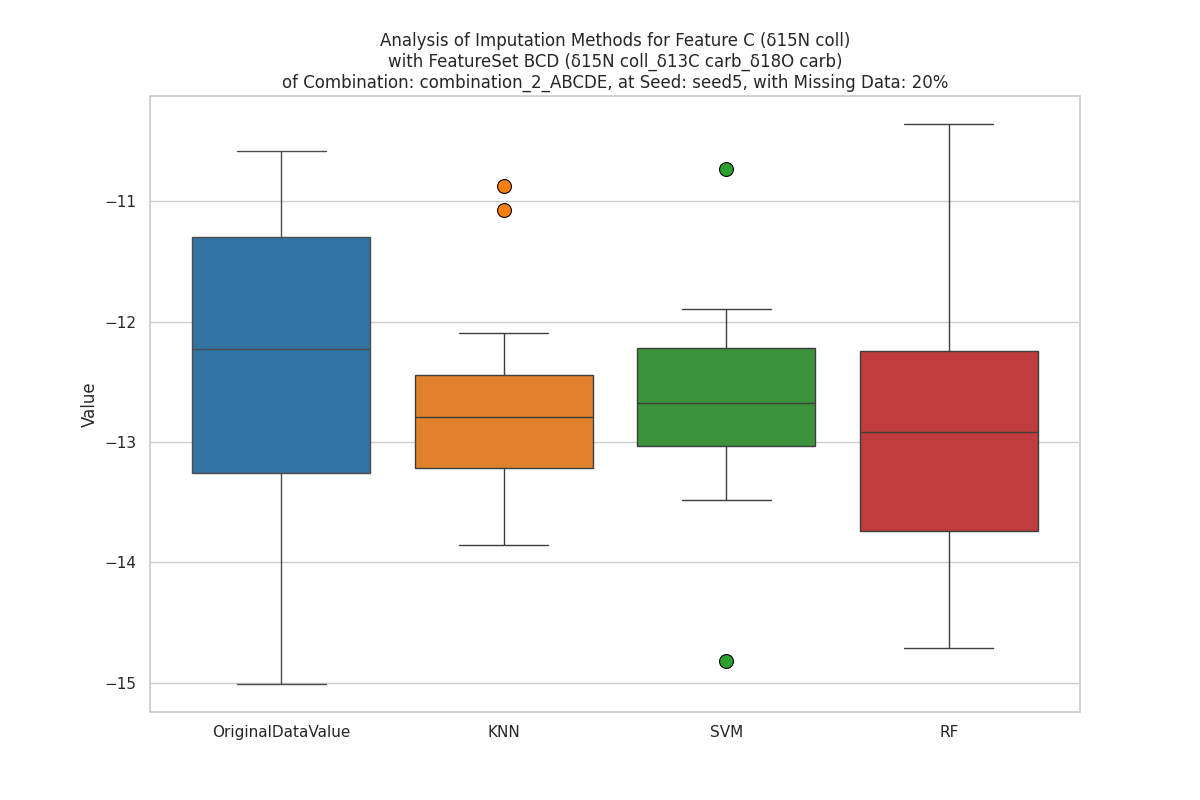 Analysis of Imputation Methods for Feature C (δ15N coll)
with FeatureSet BCD (δ15N coll_δ13C carb_δ18O carb)
of Combination: combination_2_ABCDE, at Seed: seed5, with Missing Data: 20%
Value
−11
−12
−13
−14
−15
OriginalDataValue
KNN
SVM
RF